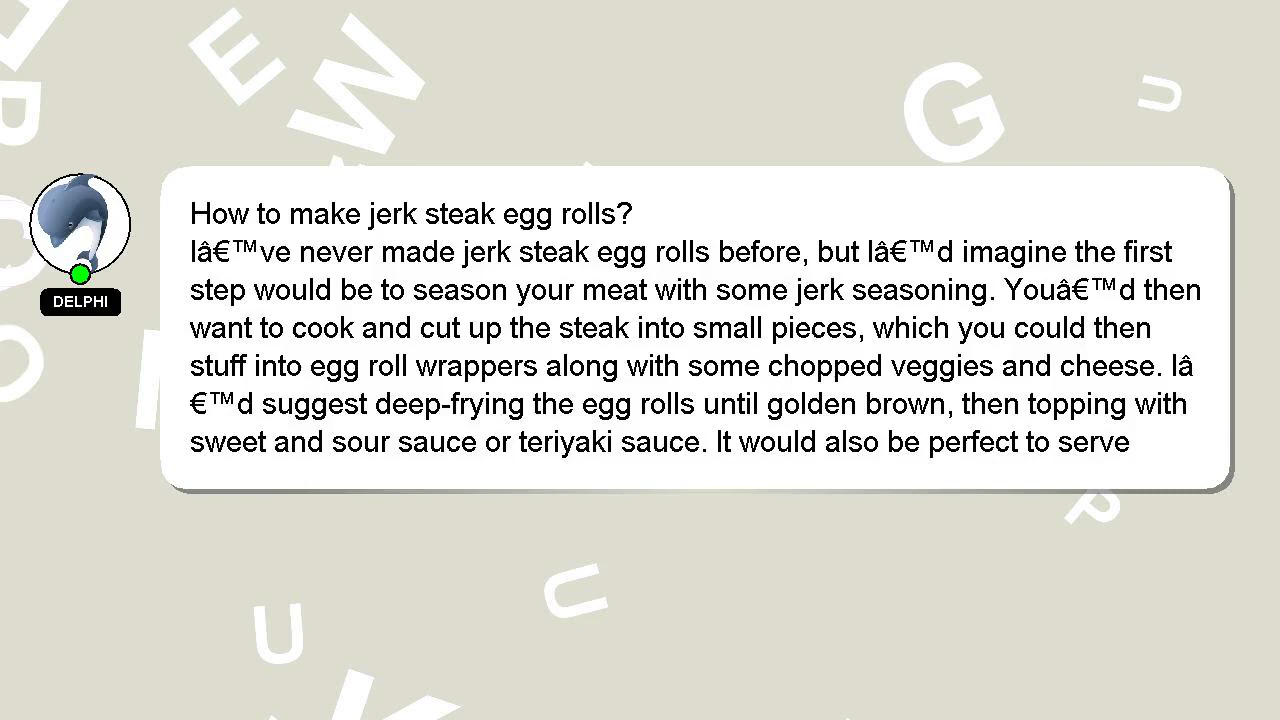 E
W
G
U
How to make jerk steak egg rolls?
Iâ€™ve never made jerk steak egg rolls before, but Iâ€™d imagine the first
step would be to season your meat with some jerk seasoning. Youâ€™d then
want to cook and cut up the steak into small pieces, which you could then
stuff into egg roll wrappers along with some chopped veggies and cheese. Iâ
€™d suggest deep-frying the egg rolls until golden brown, then topping with
sweet and sour sauce or teriyaki sauce. It would also be perfect to serve
DELPHI
P
U
U
K